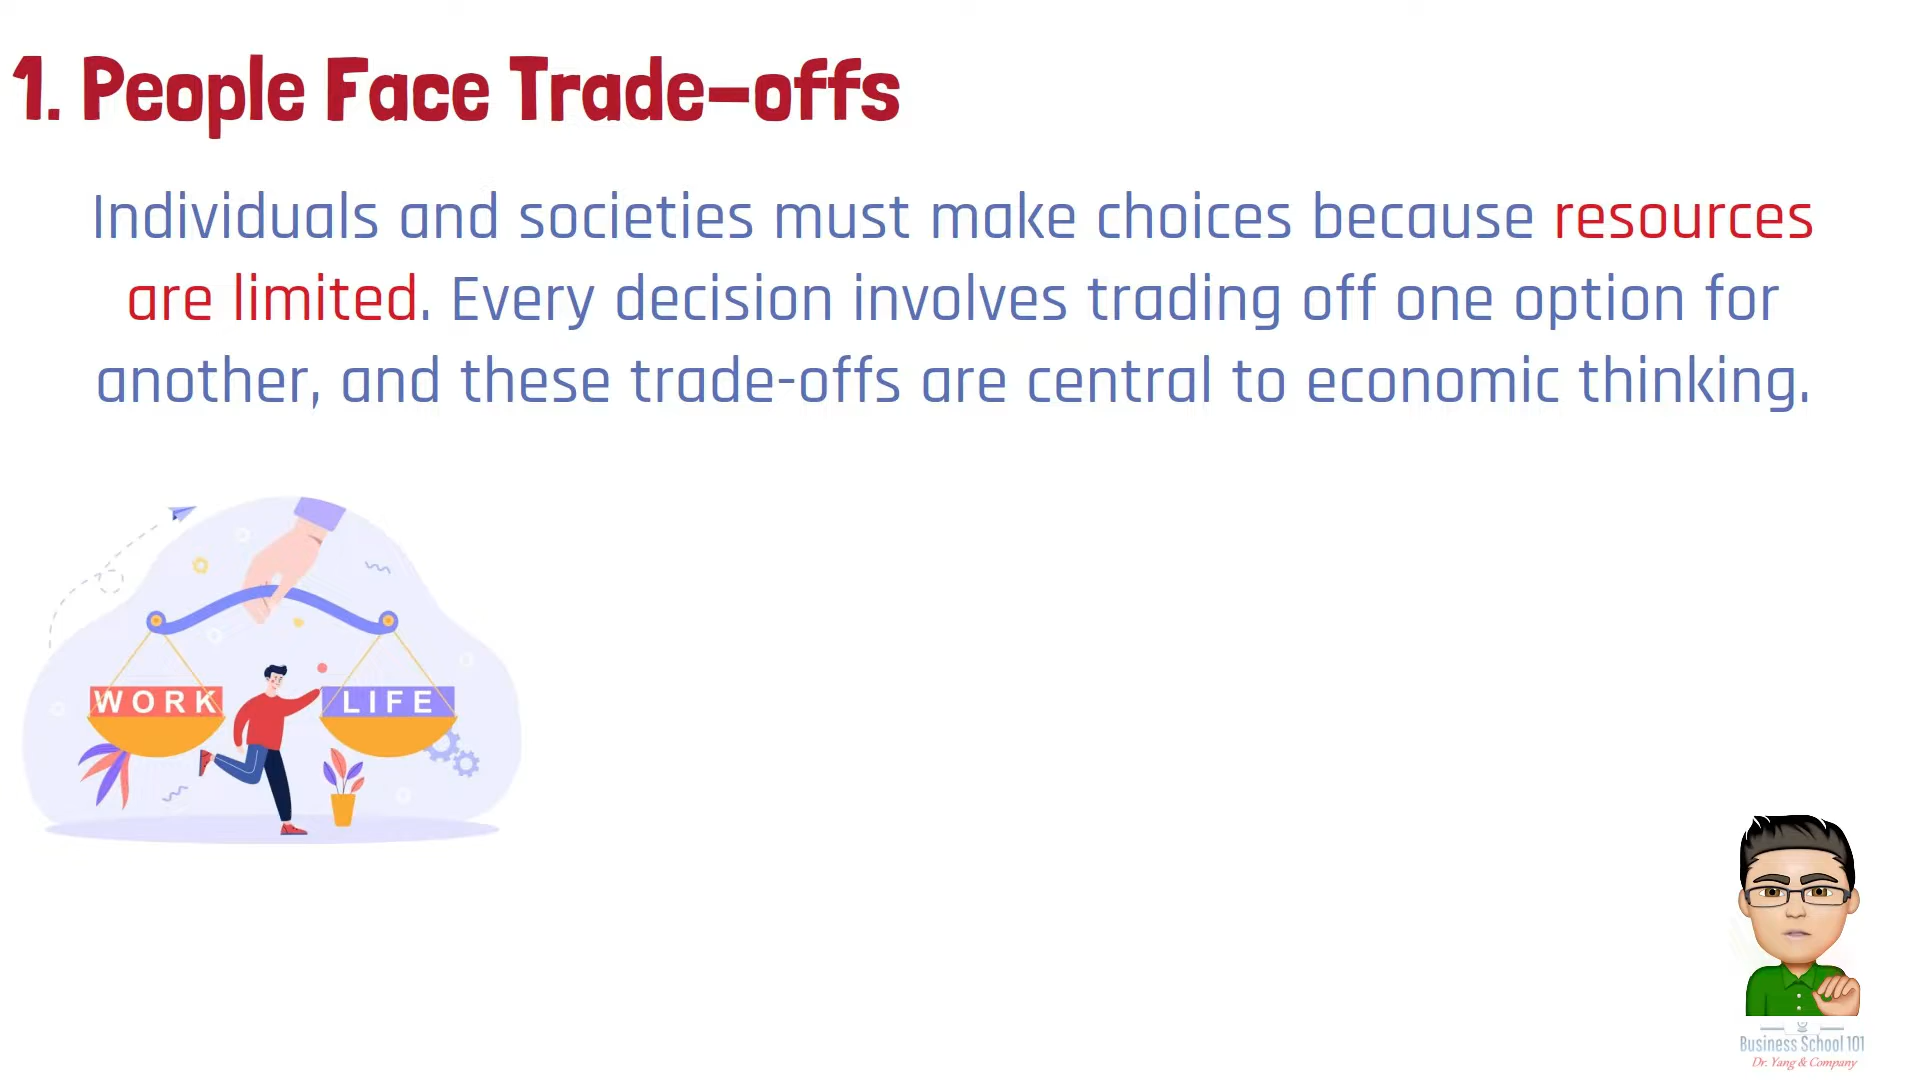 1. People Face Trade-offs
Individuals and societies must make choices because resources
are limited. Every decision involves trading off one option for
another, and these trade-offs are central to economic thinking.
WORK
LIFE
Business School 101
Dr. Yang & Company